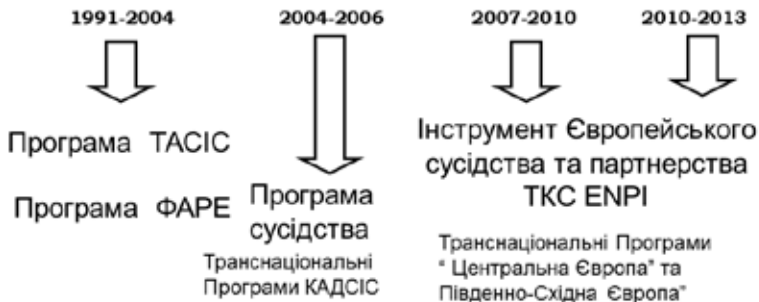 1991-2004
2004-2006
2007-2010
2010-2013
Програма ТАСІС
Програма ФАРЕ
Програма
сусідства
Транснаціональні
Програми КАДСІС
Інструмент Європейського
сусідства та партнерства
ТКС ENPI
Транснаціональні Програми
“ Центральна Європа” та
Південно-Східна Європа”